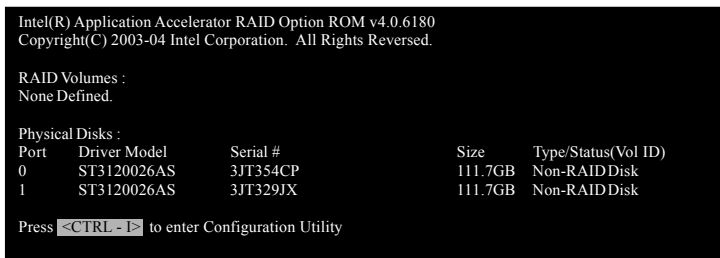 Intel(R) Application Accelerator RAID Option ROM v4.0.6180
Copyright(C) 2003-04 Intel Corporation. All Rights Reversed.
RAID Volumes :
None Defined.
Physical Disks :
Port Driver Model Serial # Size Type/Status(Vol ID)
0 ST3120026AS 3JT354CP 111.7GB Non-RAID Disk
1 ST3120026AS 3JT329JX 111.7GB Non-RAID Disk
Press <CTRL - I> to enter Configuration Utility